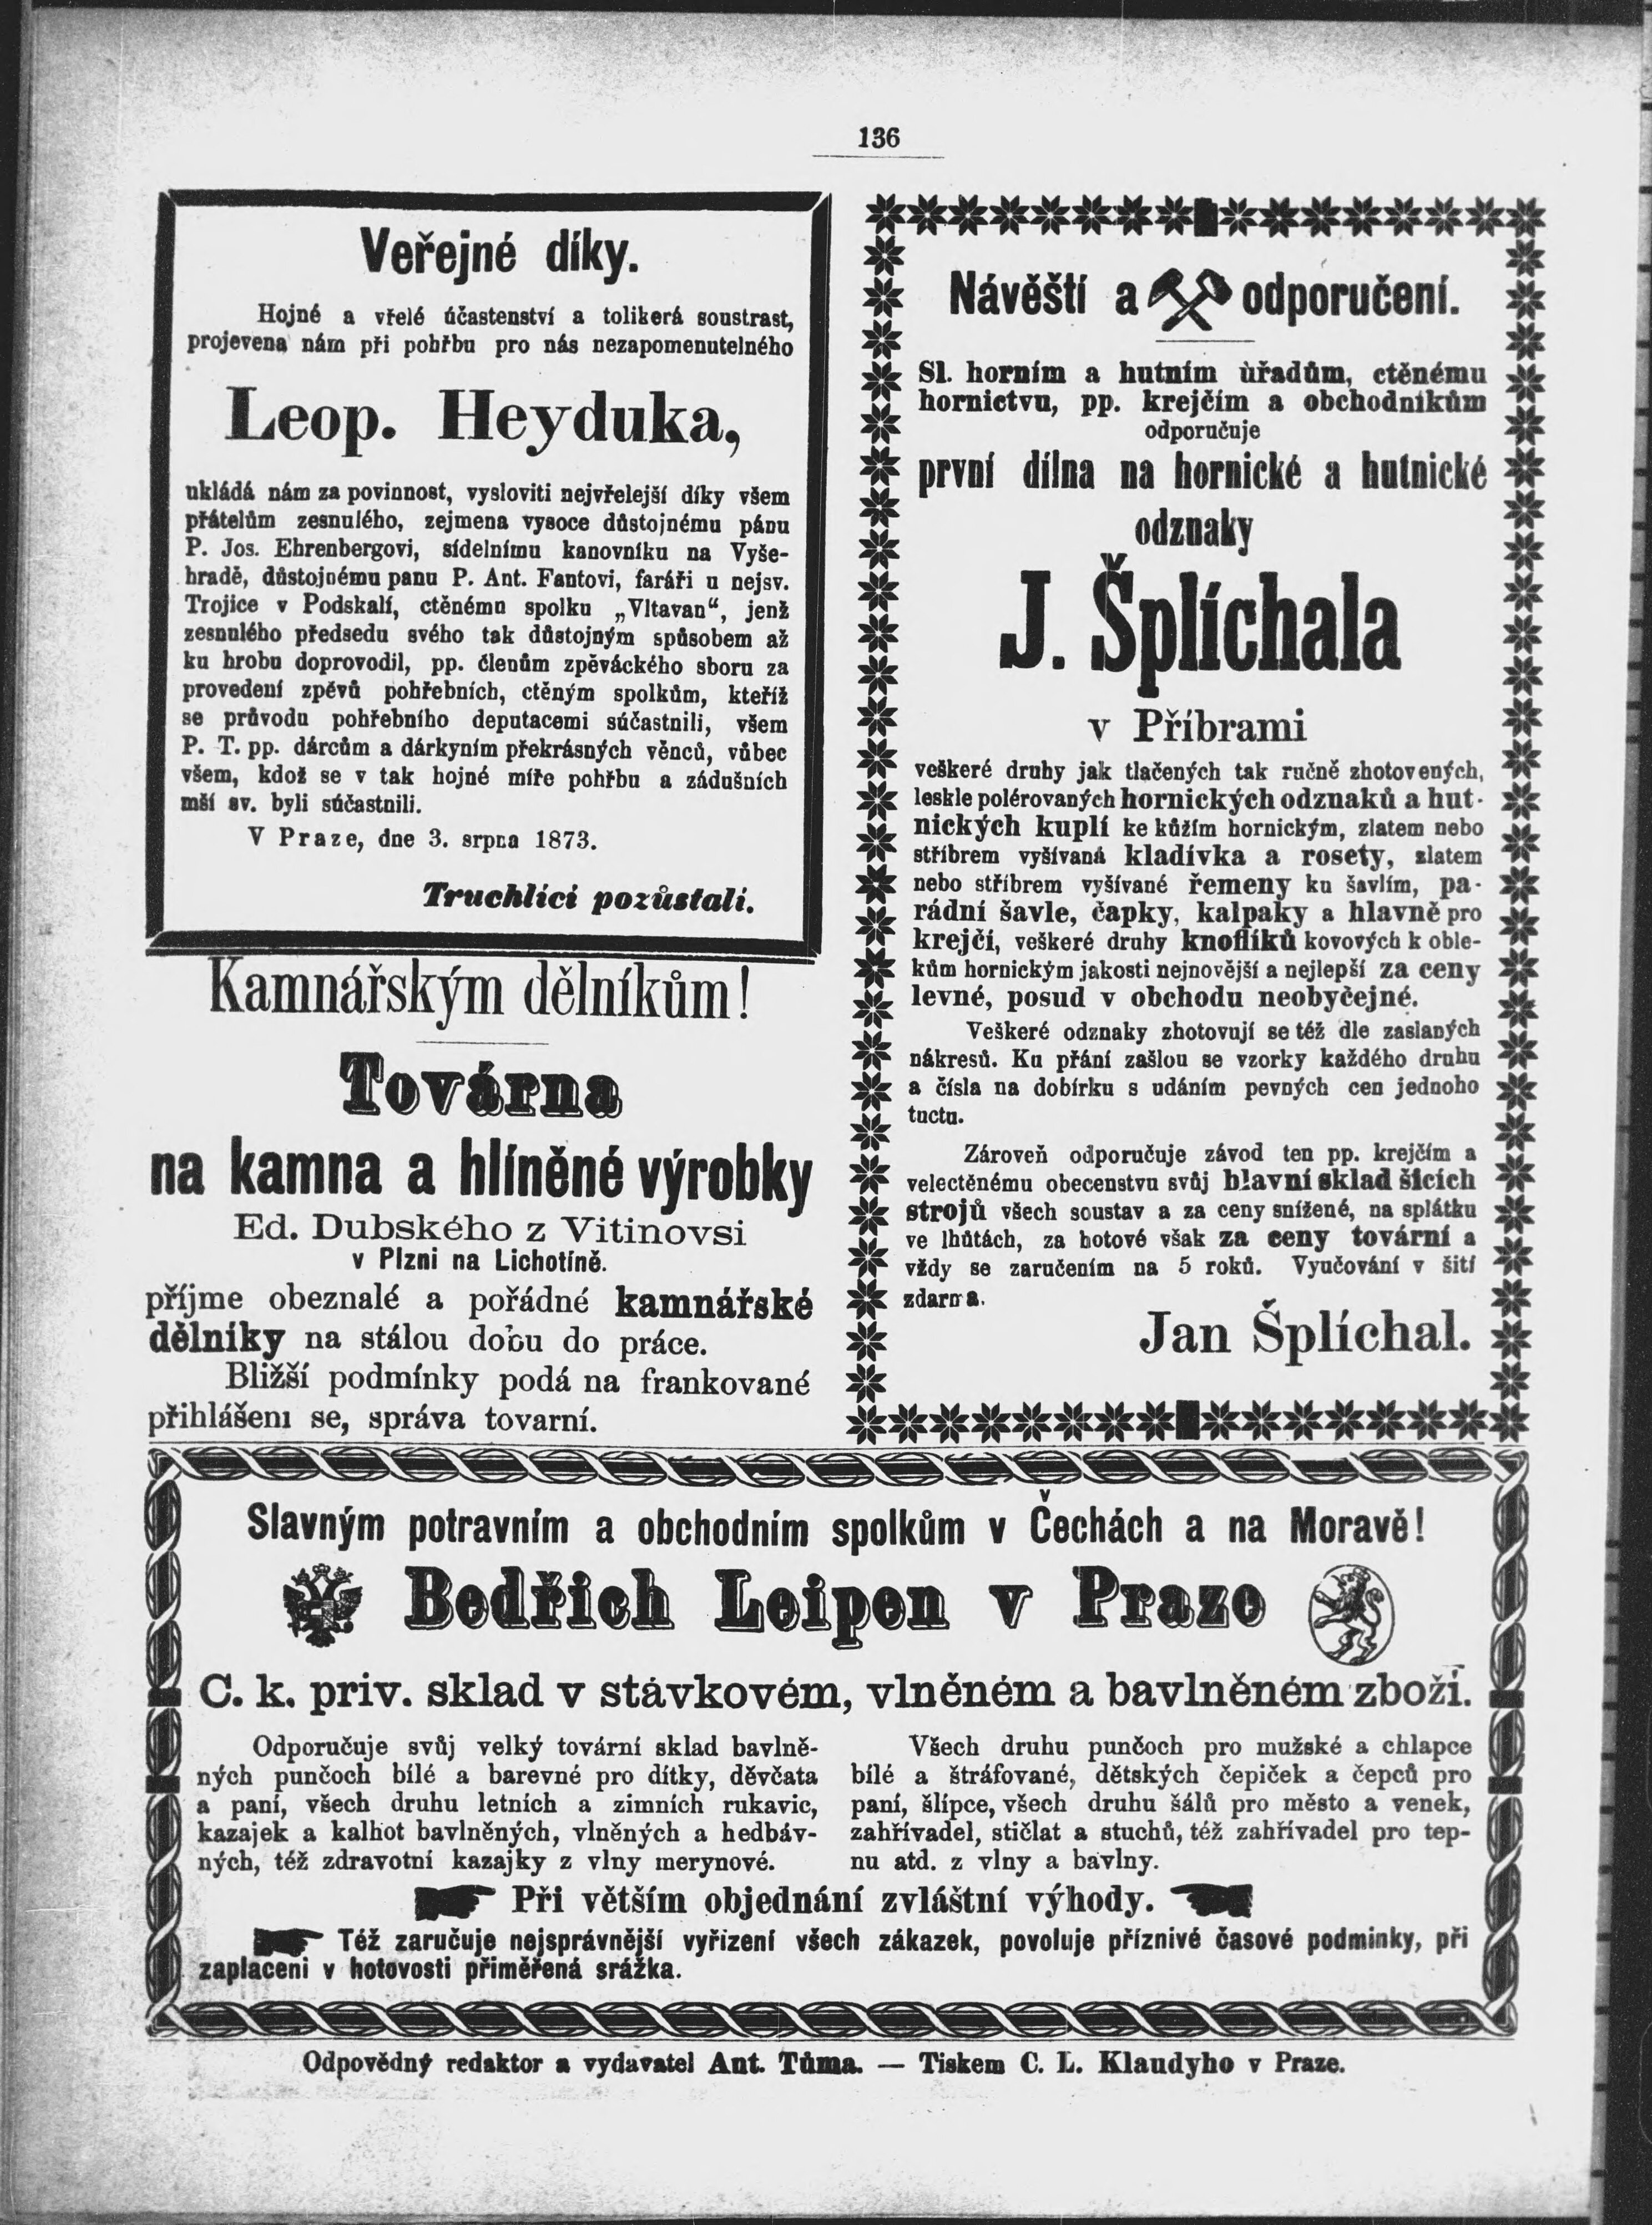 136
Veřejné díky.
Hojné a vřelé účastenství a tolikerá soustrast,
projevena nám při pohřbu pro nás nezapomenutelného
Leop. Heyduka,
ukládá nám za povinnost, vysloviti nejvřelejší díky všem
přátelům zesnulého, zejmena vysoce důstojnému pánu
P. Jos. Ehrenbergovi, sídelnímu kanovníku na Vyše-
hradě, důstojnému panu P. Ant. Fantovi, faráři u nejsv.
Trojice v Podskalí, ctěnému spolku „Vltavan“, jenž
zesnulého předsedu svého tak důstojným spůsobem až
ku hrobu doprovodil, pp. členům zpěváckého sboru za
provedení zpěvů pohřebních, ctěným spolkům, kteříž
se průvodu pohřebního deputacemi súčastnili, všem
P. T. pp. dárcům a dárkyním překrásných věnců, vůbec
všem, kdož se v tak hojné míře pohřbu a zádušních
mší sv. byli súčastnili.
V Praze, dne 3. srpna 1873.
Truchlící pozůstalí.
Kamnářským dělníkům!
Továrna
na kamna a hlíněné výrobky
Ed. Dubského z Vitinovsi
v Plzni na Lichotíně.
příjme obeznalé a pořádné kamnářské
dělníky na stálou dobu do práce.
Bližší podmínky podá na frankované
přihlášení se, správa tovarní.
Návěští a odporučení.
Sl. horním a hutním ùřadům, ctěnému
hornictvu, pp. krejčím a obchodníkům
odporučuje
první dílna na hornické a hutnické
odznaky
J. Šplíchala
v Příbrami
veškeré druhy jak tlačených tak ručně zhotovených,
leskle polérovaných hornických odznaků a hut-
nických kuplí ke kůžím hornickým, zlatem nebo
stříbrem vyšívaná kladívka a rosety, zlatem
nebo stříbrem vyšívané řemeny ku šavlím, pa-
rádní šavle, čapky, kalpaky a hlavně pro
krejčí, veškeré druhy knoflíků kovových k oble-
kům hornickým jakosti nejnovější a nejlepší za ceny
levné, posud v obchodu neobyčejné.
Veškeré odznaky zhotovují se též dle zaslaných
nákresů. Ku přání zašlou se vzorky každého druhu
a čísla na dobírku s udáním pevných cen jednoho
tuctu.
Zároveň odporučuje závod ten pp. krejčím a
velectěnému obecenstvu svůj hlavní sklad šicích
strojů všech soustav a za ceny snížené, na splátku
ve lhůtách, za hotové však za ceny tovární a
vždy se zaručením na 5 roků. Vyučování v šití
zdarma.
Jan Šplíchal.
Slavným potravním a obchodním spolkům v Čechách a na Moravě!
Bedřich Leipen v Praze
C. k. priv. sklad v stávkovém, vlněném a bavlněném zboží.
Odporučuje svůj velký tovární sklad bavlně-
ných punčoch bílé a barevné pro dítky, děvčata
a paní, všech druhu letních a zimních rukavic,
kazajek a kalhot bavlněných, vlněných a hedbáv-
ných, též zdravotní kazajky z vlny merynové.
Všech druhu punčoch pro mužské a chlapce
bílé a štráfované, dětských čepiček a čepců pro
paní, šlípce, všech druhu šálů pro město a venek,
zahřívadel, stičlat a stuchů, též zahřívadel pro tep-
nu atd. z vlny a bavlny.
Při větším objednání zvláštní výhody.
Též zaručuje nejsprávnější vyřizení všech zákazek, povoluje příznivé časové podminky, při
zaplaceni v hotovosti přiměřená srážka.
Odpovědný redaktor a vydavatel Ant. Tůma. — Tiskem C. L. Klaudyho v Praze.